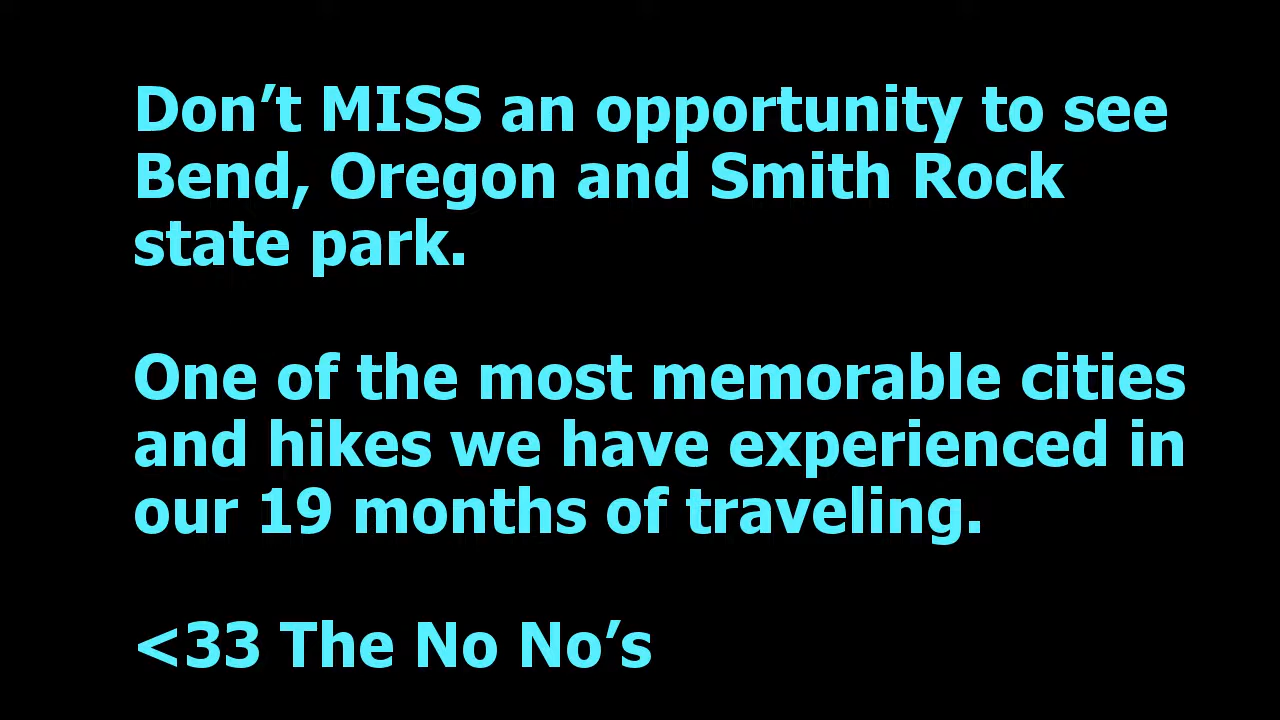 Don’t MISS an opportunity to see
Bend, Oregon and Smith Rock
state park.
One of the most memorable cities
and hikes we have experienced in
our 19 months of traveling.
<33 The No No’s